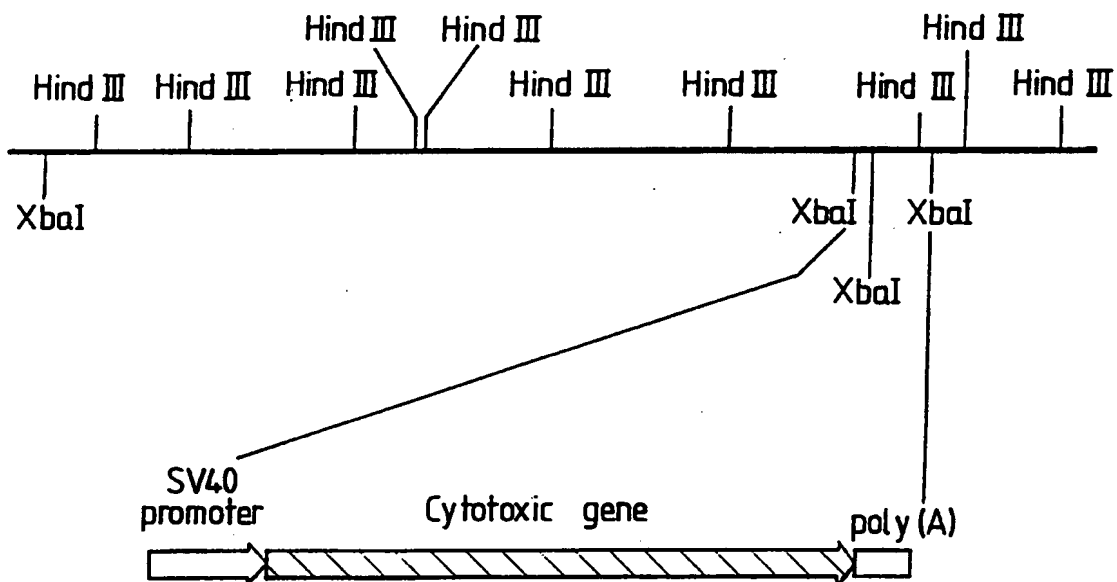 Hind III
Hind III Hind III
Hind III Hind III Hind III Hind III Hind III Hind III Hind III
XbaI XbaI XbaI
XbaI
SV40
promoter Cytotoxic gene poly (A)